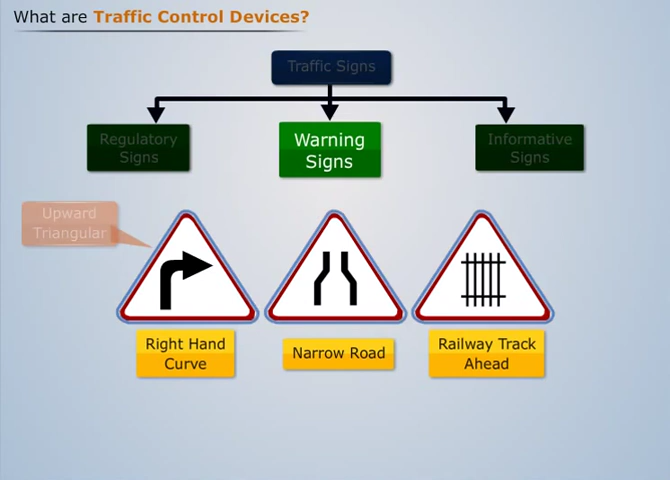 What are Traffic Control Devices?
Traffic Signs
Regulatory
Signs
Warning
Signs
Informative
Signs
Upward
Triangular
Right Hand
Curve
Narrow Road
Railway Track
Ahead